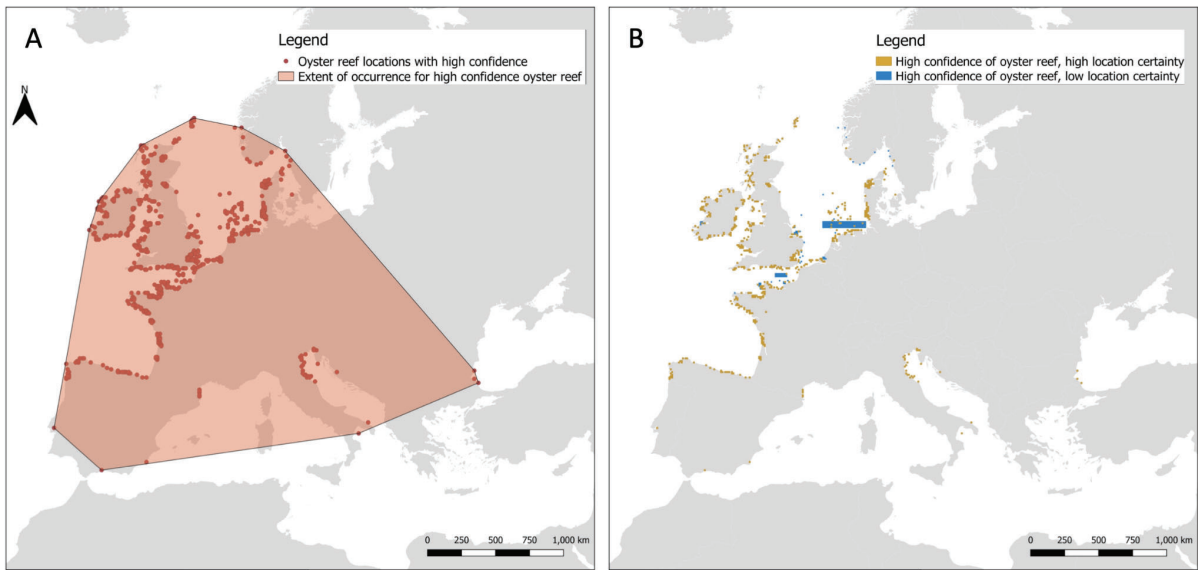 A
Legend
Oyster reef locations with high confidence
Extent of occurrence for high confidence oyster reef
N
0 250 500 750 1,000 km
B
Legend
High confidence of oyster reef, high location certainty
High confidence of oyster reef, low location certainty
0 250 500 750 1,000 km